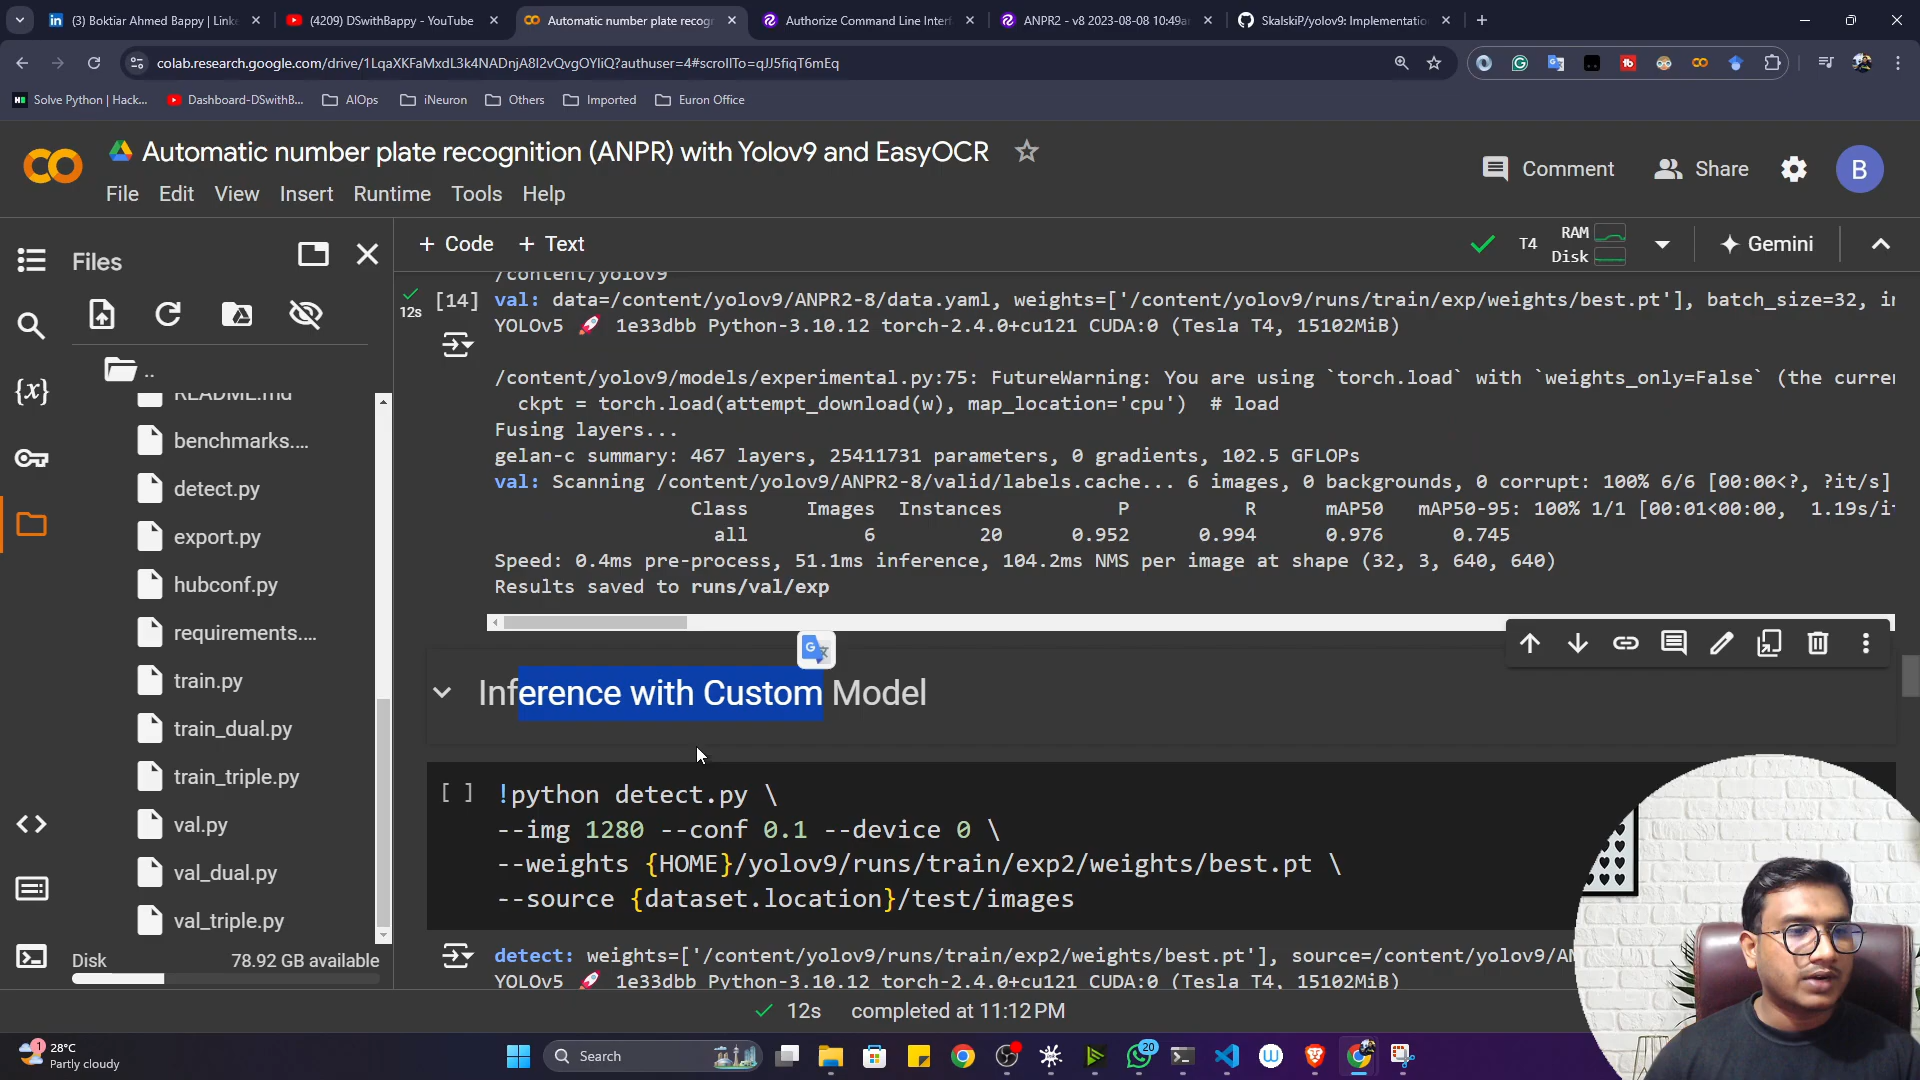 (3) Boktiar Ahmed Bappy | Linke
(4209) DSwithBappy - YouTube
Automatic number plate recogn
Authorize Command Line Interf
ANPR2 - v8 2023-08-08 10:49a
SkalskiP/yolov9: Implementatio
colab.research.google.com/drive/1LqaXKFaMxdL3k4NADnjA8I2vQvgOYIiQ?authuser=4#scrollTo=qJJ5fiqT6mEq
Solve Python | Hack...
Dashboard-DSwithB...
AIOps
iNeuron
Others
Imported
Euron Office
Automatic number plate recognition (ANPR) with Yolov9 and EasyOCR
File Edit View Insert Runtime Tools Help
Comment
Share
B
Files
+ Code + Text
T4
RAM
Disk
Gemini
..
README.md
benchmarks....
detect.py
export.py
hubconf.py
requirements....
train.py
train_dual.py
train_triple.py
val.py
val_dual.py
val_triple.py
Disk 78.92 GB available
12s
[14]
/content/yolov9
val: data=/content/yolov9/ANPR2-8/data.yaml, weights=['/content/yolov9/runs/train/exp/weights/best.pt'], batch_size=32, im
YOLOv5 🚀 1e33dbb Python-3.10.12 torch-2.4.0+cu121 CUDA:0 (Tesla T4, 15102MiB)
/content/yolov9/models/experimental.py:75: FutureWarning: You are using `torch.load` with `weights_only=False` (the curren
ckpt = torch.load(attempt_download(w), map_location='cpu') # load
Fusing layers...
gelan-c summary: 467 layers, 25411731 parameters, 0 gradients, 102.5 GFLOPs
val: Scanning /content/yolov9/ANPR2-8/valid/labels.cache... 6 images, 0 backgrounds, 0 corrupt: 100% 6/6 [00:00<?, ?it/s]
Class Images Instances P R mAP50 mAP50-95: 100% 1/1 [00:01<00:00, 1.19s/it
all 6 20 0.952 0.994 0.976 0.745
Speed: 0.4ms pre-process, 51.1ms inference, 104.2ms NMS per image at shape (32, 3, 640, 640)
Results saved to runs/val/exp
Inference with Custom Model
[ ]
!python detect.py \
--img 1280 --conf 0.1 --device 0 \
--weights {HOME}/yolov9/runs/train/exp2/weights/best.pt \
--source {dataset.location}/test/images
detect: weights=['/content/yolov9/runs/train/exp2/weights/best.pt'], source=/content/yolov9/AN
YOLOv5 🚀 1e33dbb Python-3.10.12 torch-2.4.0+cu121 CUDA:0 (Tesla T4, 15102MiB)
12s completed at 11:12 PM
1
28°C
Partly cloudy
Search
20